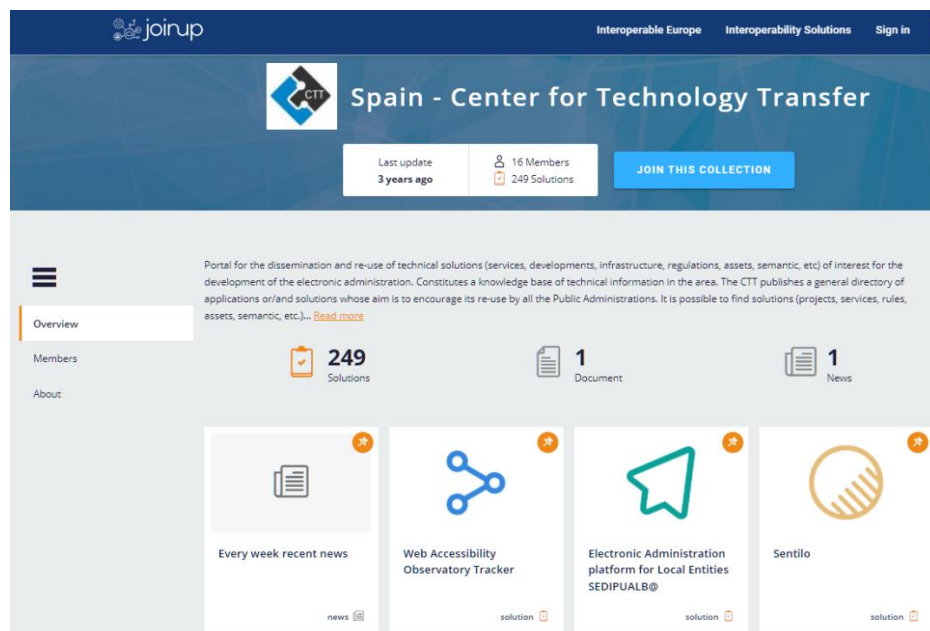 joinup
Interoperable Europe
Interoperability Solutions
Sign in
CTT
Spain - Center for Technology Transfer
Last update
3 years ago
16 Members
249 Solutions
JOIN THIS COLLECTION
Portal for the dissemination and re-use of technical solutions (services, developments, infrastructure, regulations, assets, semantic, etc) of interest for the
development of the electronic administration. Constitutes a knowledge base of technical information in the area. The CTT publishes a general directory of
applications or/and solutions whose aim is to encourage its re-use by all the Public Administrations. It is possible to find solutions (projects, services, rules,
assets, semantic, etc.)... Read more
Overview
Members
About
249
Solutions
1
Document
1
News
Every week recent news
news
Web Accessibility
Observatory Tracker
solution
Electronic Administration
platform for Local Entities
SEDIPUALB@
solution
Sentilo
solution